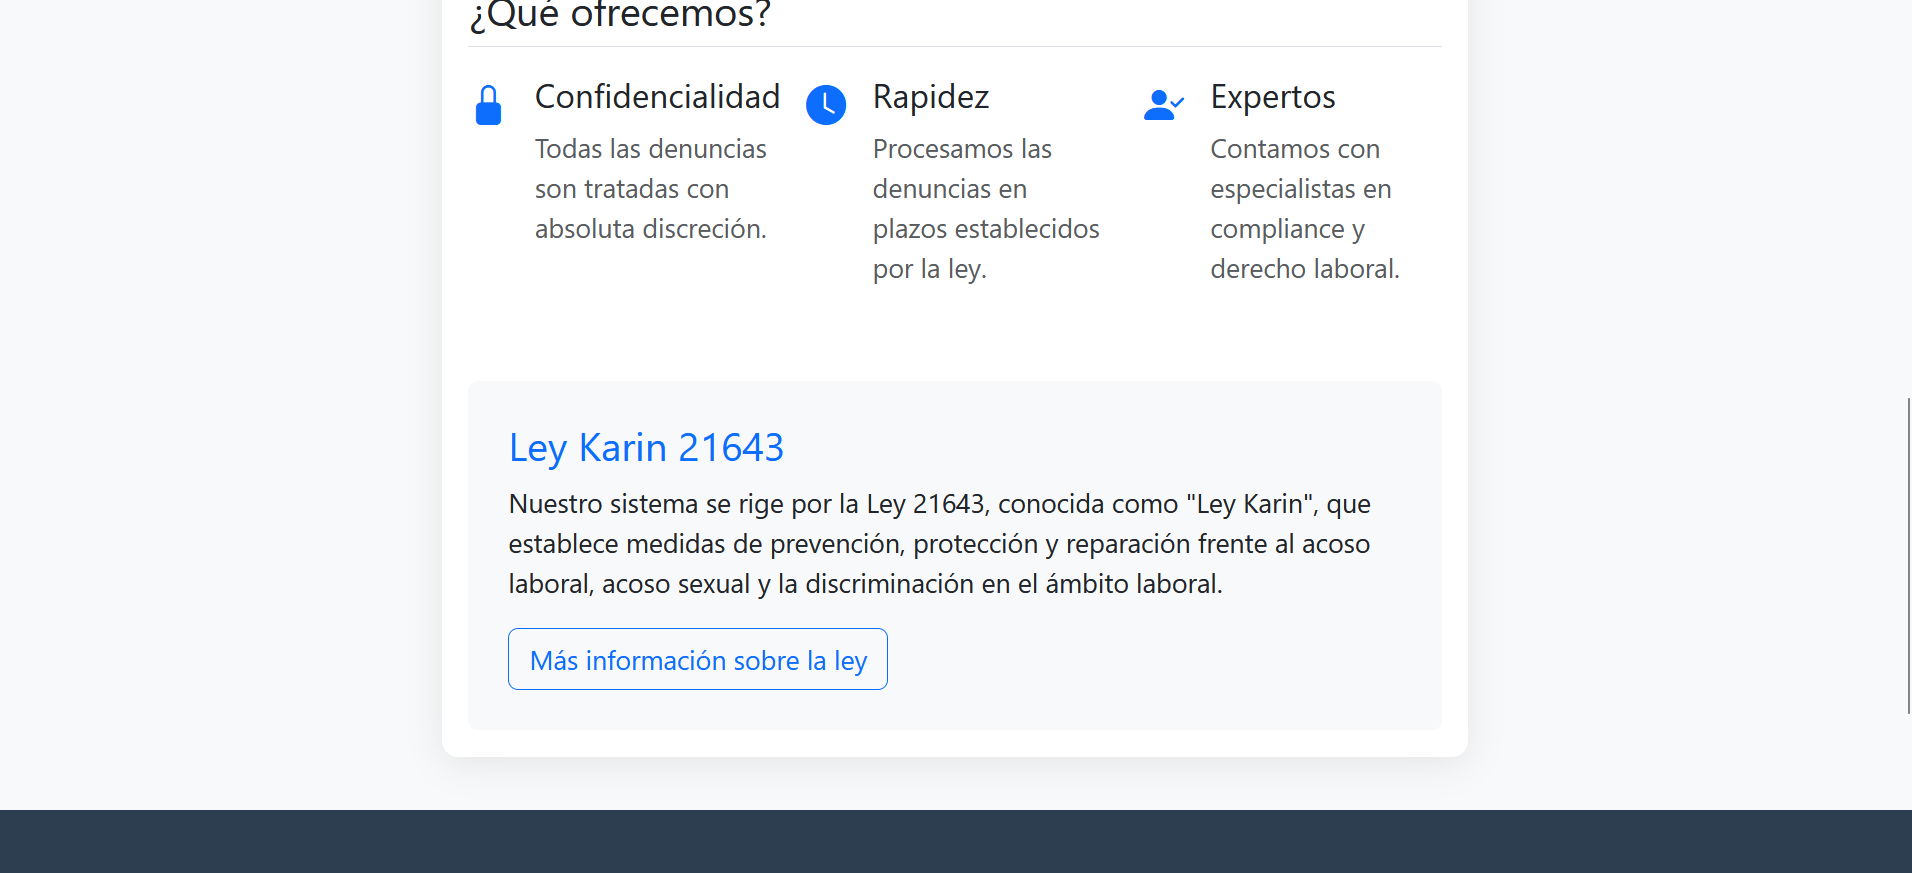 ¿Qué ofrecemos?
Confidencialidad
Todas las denuncias
son tratadas con
absoluta discreción.
Rapidez
Procesamos las
denuncias en
plazos establecidos
por la ley.
Expertos
Contamos con
especialistas en
compliance y
derecho laboral.
Ley Karin 21643
Nuestro sistema se rige por la Ley 21643, conocida como "Ley Karin", que
establece medidas de prevención, protección y reparación frente al acoso
laboral, acoso sexual y la discriminación en el ámbito laboral.
Más información sobre la ley